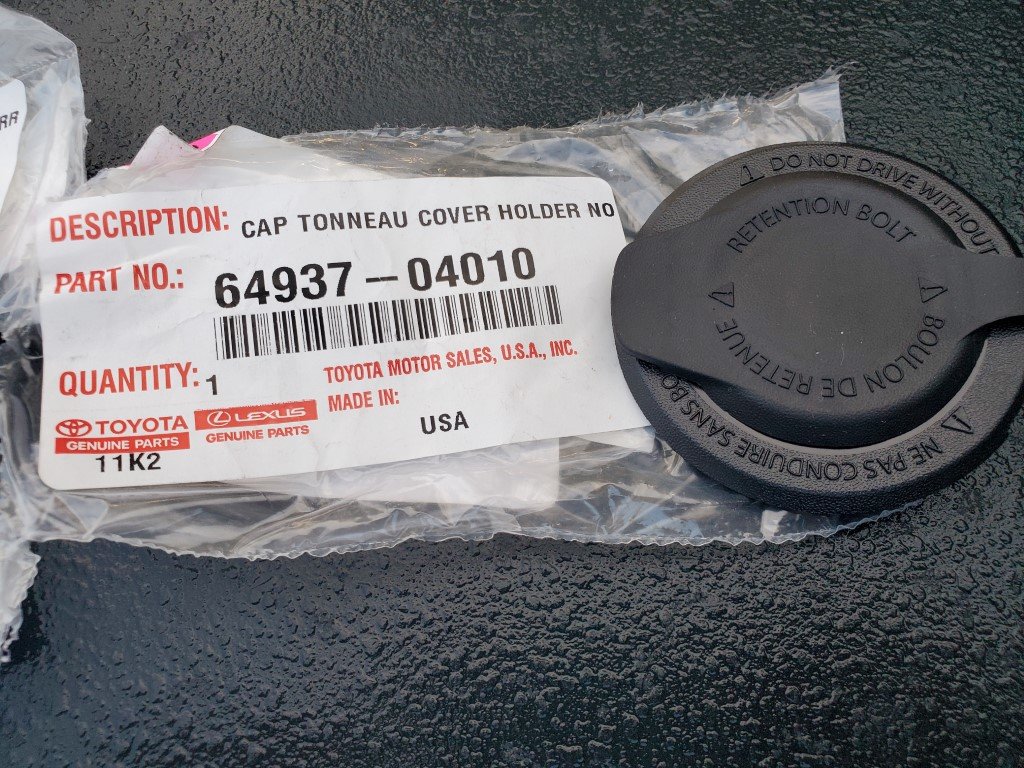 RR
DESCRIPTION: CAP TONNEAU COVER HOLDER NO
PART NO.: 64937-04010
QUANTITY: 1
TOYOTA MOTOR SALES, U.S.A., INC.
MADE IN:
USA
TOYOTA
GENUINE PARTS
LEXUS
GENUINE PARTS
11K2
DO NOT DRIVE WITHOUT
RETENTION BOLT
BOULON DE RETENUE
NE PAS CONDUIRE SANS BO